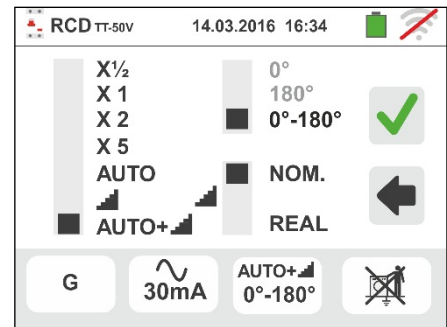 RCD TT-50V 14.03.2016 16:34
X½
X 1
X 2
X 5
AUTO
AUTO+
0°
180°
0°-180°
NOM.
REAL
G
30mA
AUTO+
0°-180°